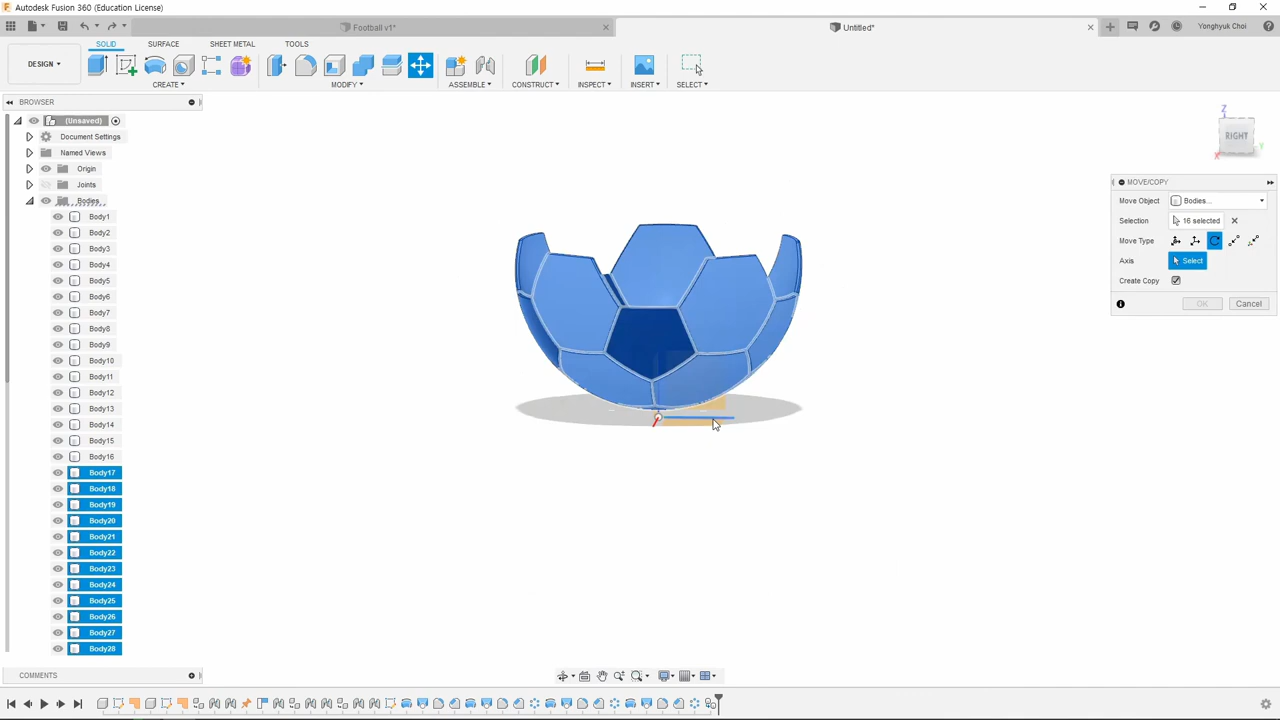 Autodesk Fusion 360 (Education License)
Football v1*
Untitled*
Yonghyuk Choi
SOLID SURFACE SHEET METAL TOOLS
DESIGN ▾
CREATE ▾ MODIFY ▾ ASSEMBLE ▾ CONSTRUCT ▾ INSPECT ▾ INSERT ▾ SELECT ▾
BROWSER
(Unsaved)
Document Settings
Named Views
Origin
Joints
Bodies
Body1
Body2
Body3
Body4
Body5
Body6
Body7
Body8
Body9
Body10
Body11
Body12
Body13
Body14
Body15
Body16
Body17
Body18
Body19
Body20
Body21
Body22
Body23
Body24
Body25
Body26
Body27
Body28
Z
RIGHT
X
Y
MOVE/COPY
Move Object Bodies...
Selection 16 selected
Move Type
Axis Select
Create Copy
OK Cancel
COMMENTS